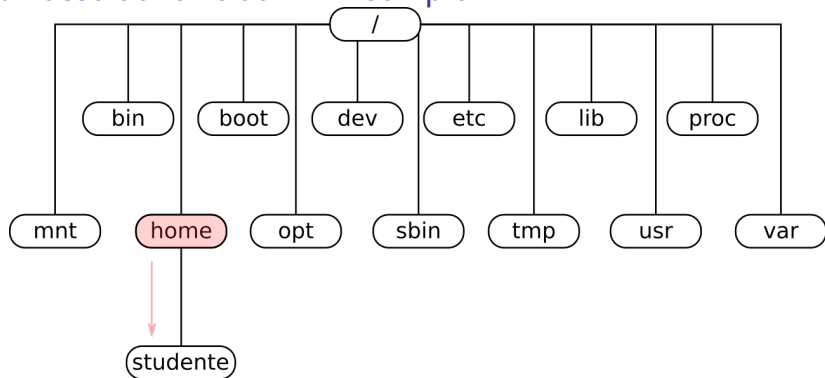 /
bin boot dev etc lib proc
mnt home opt sbin tmp usr var
studente